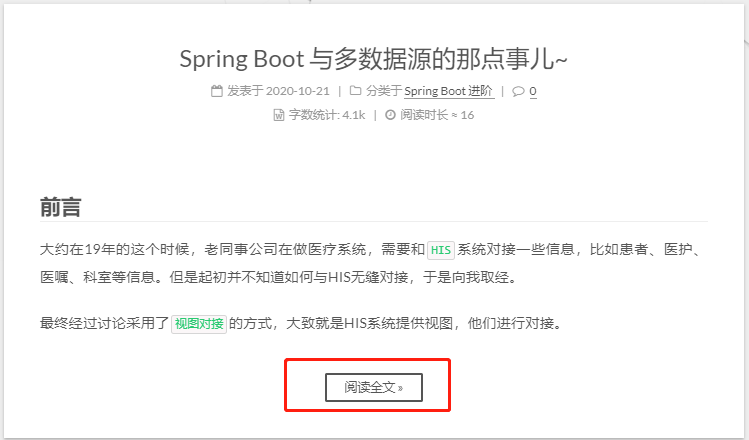 Spring Boot 与多数据源的那点事儿~
发表于 2020-10-21 | 分类于 Spring Boot 进阶 | 0
字数统计: 4.1k | 阅读时长 ≈ 16
前言
大约在19年的这个时候，老同事公司在做医疗系统，需要和 HIS 系统对接一些信息，比如患者、医护、
医嘱、科室等信息。但是起初并不知道如何与HIS无缝对接，于是向我取经。
最终经过讨论采用了 视图对接 的方式，大致就是HIS系统提供视图，他们进行对接。
阅读全文 »